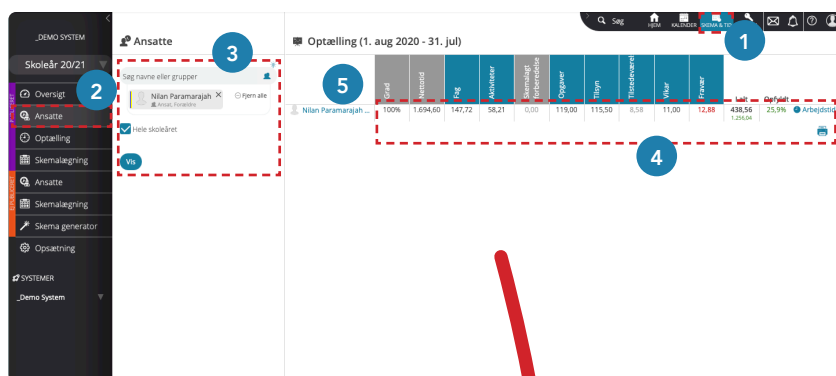 _DEMO SYSTEM
Skoleår 20/21
Oversigt
Ansatte
Optælling
Skemalægning
Ansatte
Skemalægning
Skema generator
Opsætning
SYSTEMER
_Demo System
2
Ansatte
3
Søg navne eller grupper
Nilan Paramarajah
Ansat, Forældre
Fjern alle
Hele skoleåret
Vis
Søg
HJEM
KALENDER
SKEMA & TID
1
Optælling (1. aug 2020 - 31. jul)
5
Grad
Nettotid
Fag
Aktiviteter
Skemalagt
forberedelse
Opgaver
Tilsyn
Vikar
Fravær
I alt
Opfyldt
Nilan Paramarajah ...
100% 1.694,60 147,72 58,21 0,00 119,00 115,50 8,58 11,00 12,88 438,56 25,9% Arbejdstid
1.256,04
4